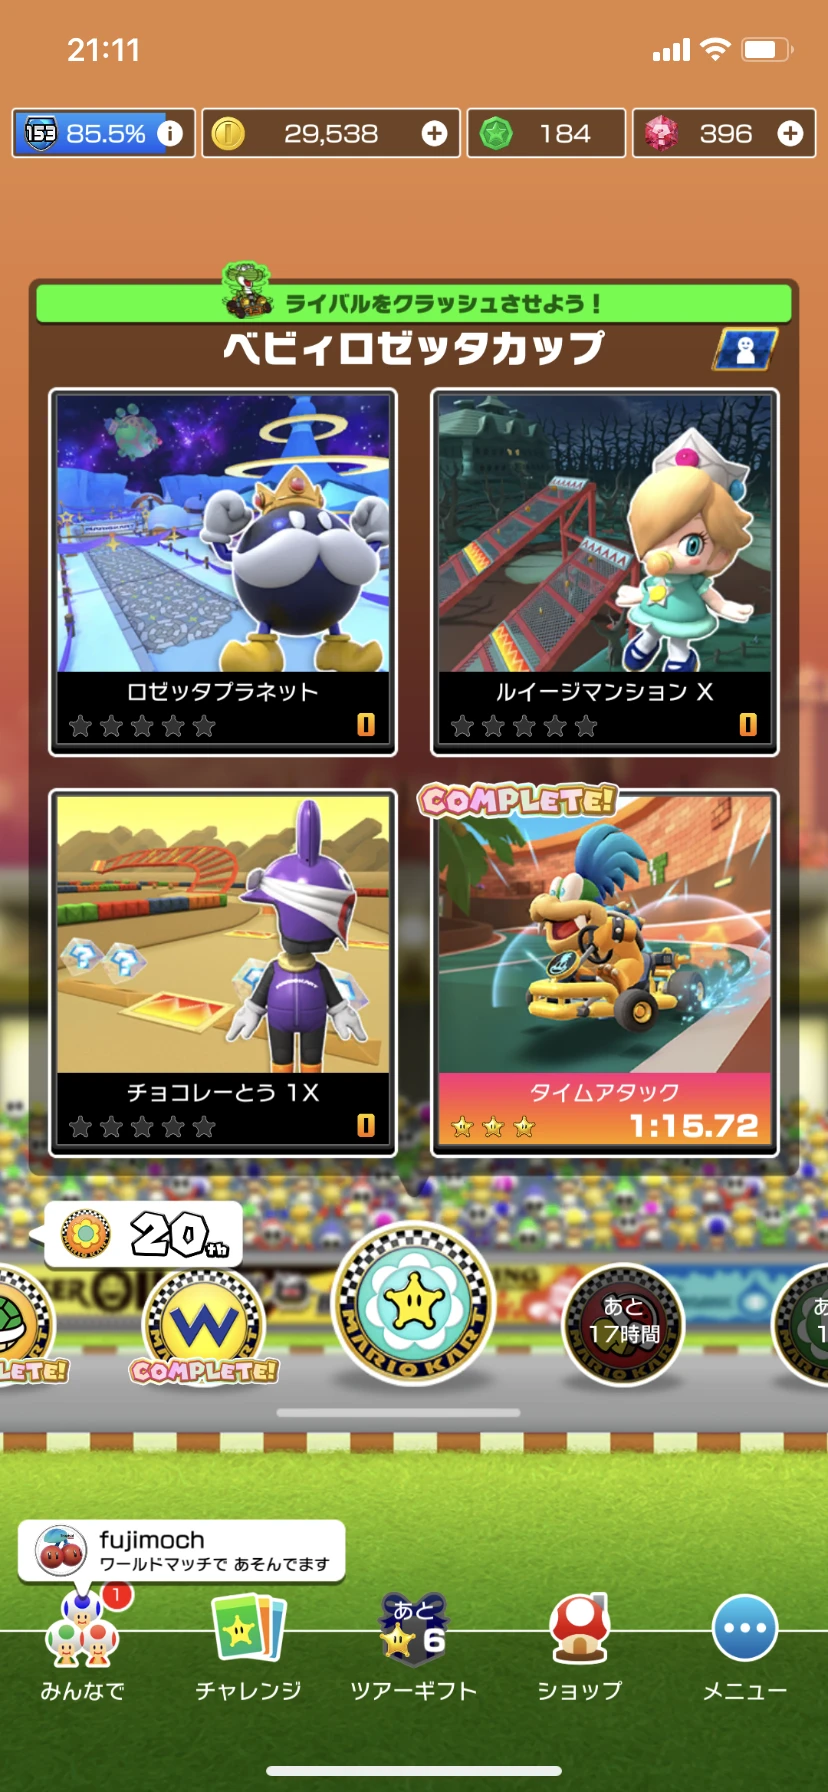 21:11
153 85.5% i 29,538 184 396
ライバルをクラッシュさせよう!
ベビィロゼッタカップ
ロゼッタプラネット
ルイージマンション X
COMPLETE!
チョコレーとう 1X
タイムアタック
1:15.72
20th
W
COMPLETE!
MARIO KART
あと
17時間
fujimoch
ワールドマッチで あそんでます
1
あと
6
みんなで
チャレンジ
ツアーギフト
ショップ
メニュー